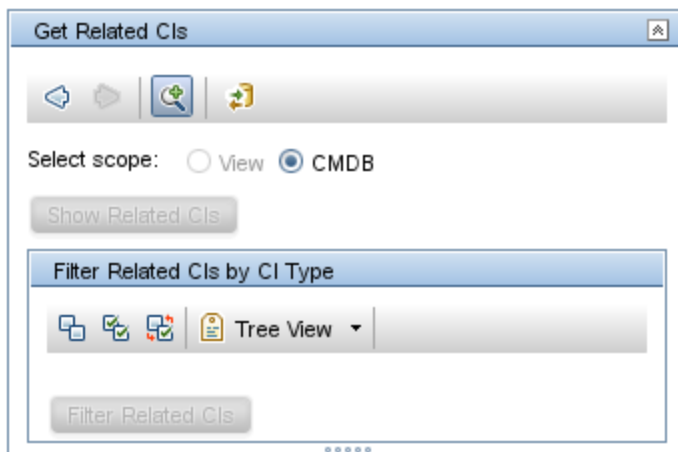 Get Related CIs
Select scope: View CMDB
Show Related CIs
Filter Related CIs by CI Type
Tree View
Filter Related CIs